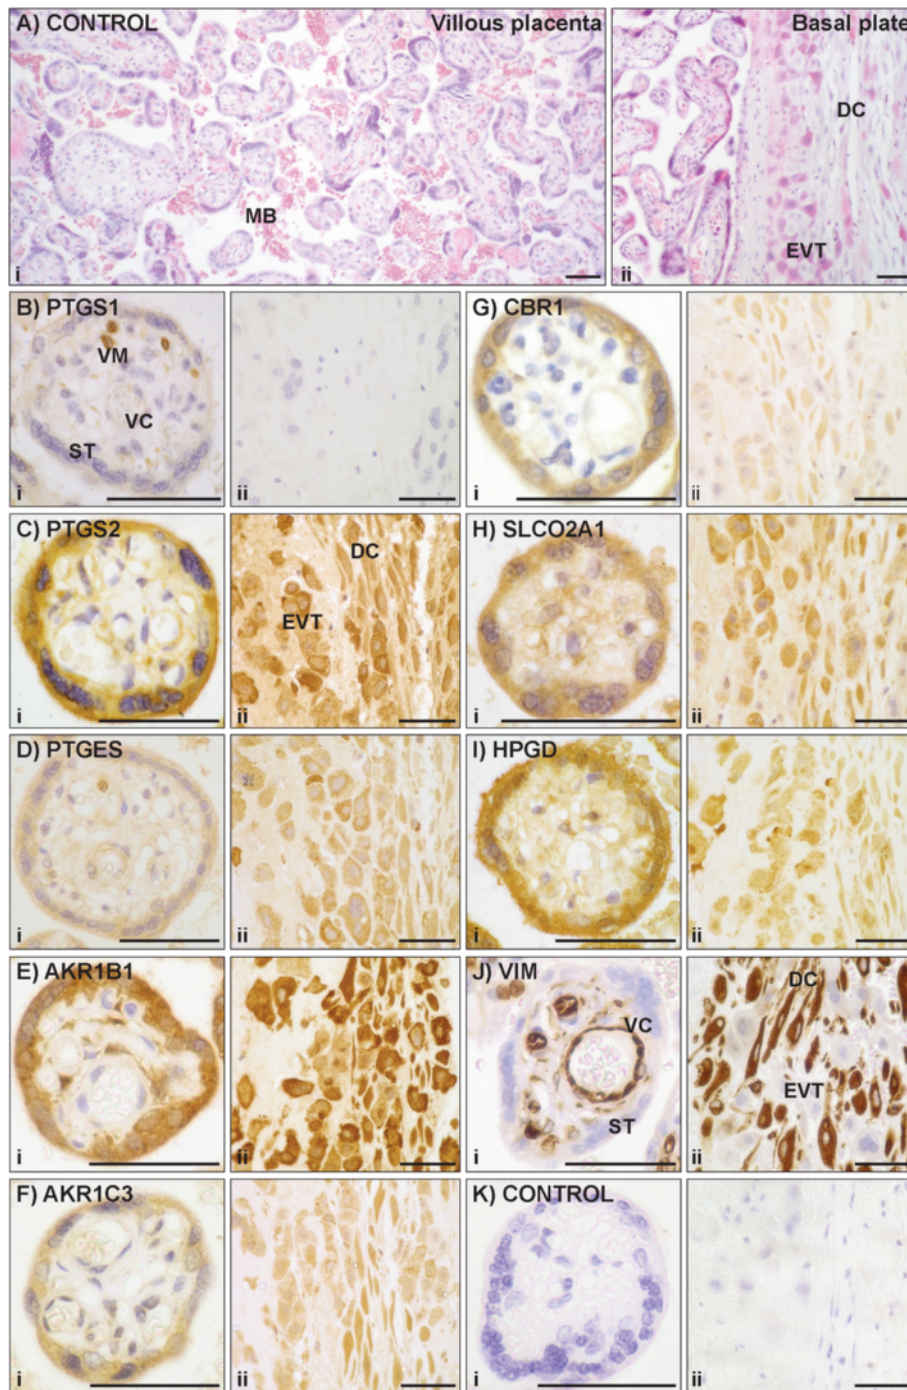 A) CONTROL Villous placenta
MB
i
Basal plate
DC
EVT
ii
B) PTGS1
VM
VC
ST
i
ii
G) CBR1
i
ii
C) PTGS2
i
DC
EVT
ii
H) SLCO2A1
i
ii
D) PTGES
i
ii
I) HPGD
i
ii
E) AKR1B1
i
ii
J) VIM
VC
ST
i
DC
EVT
ii
F) AKR1C3
i
ii
K) CONTROL
i
ii